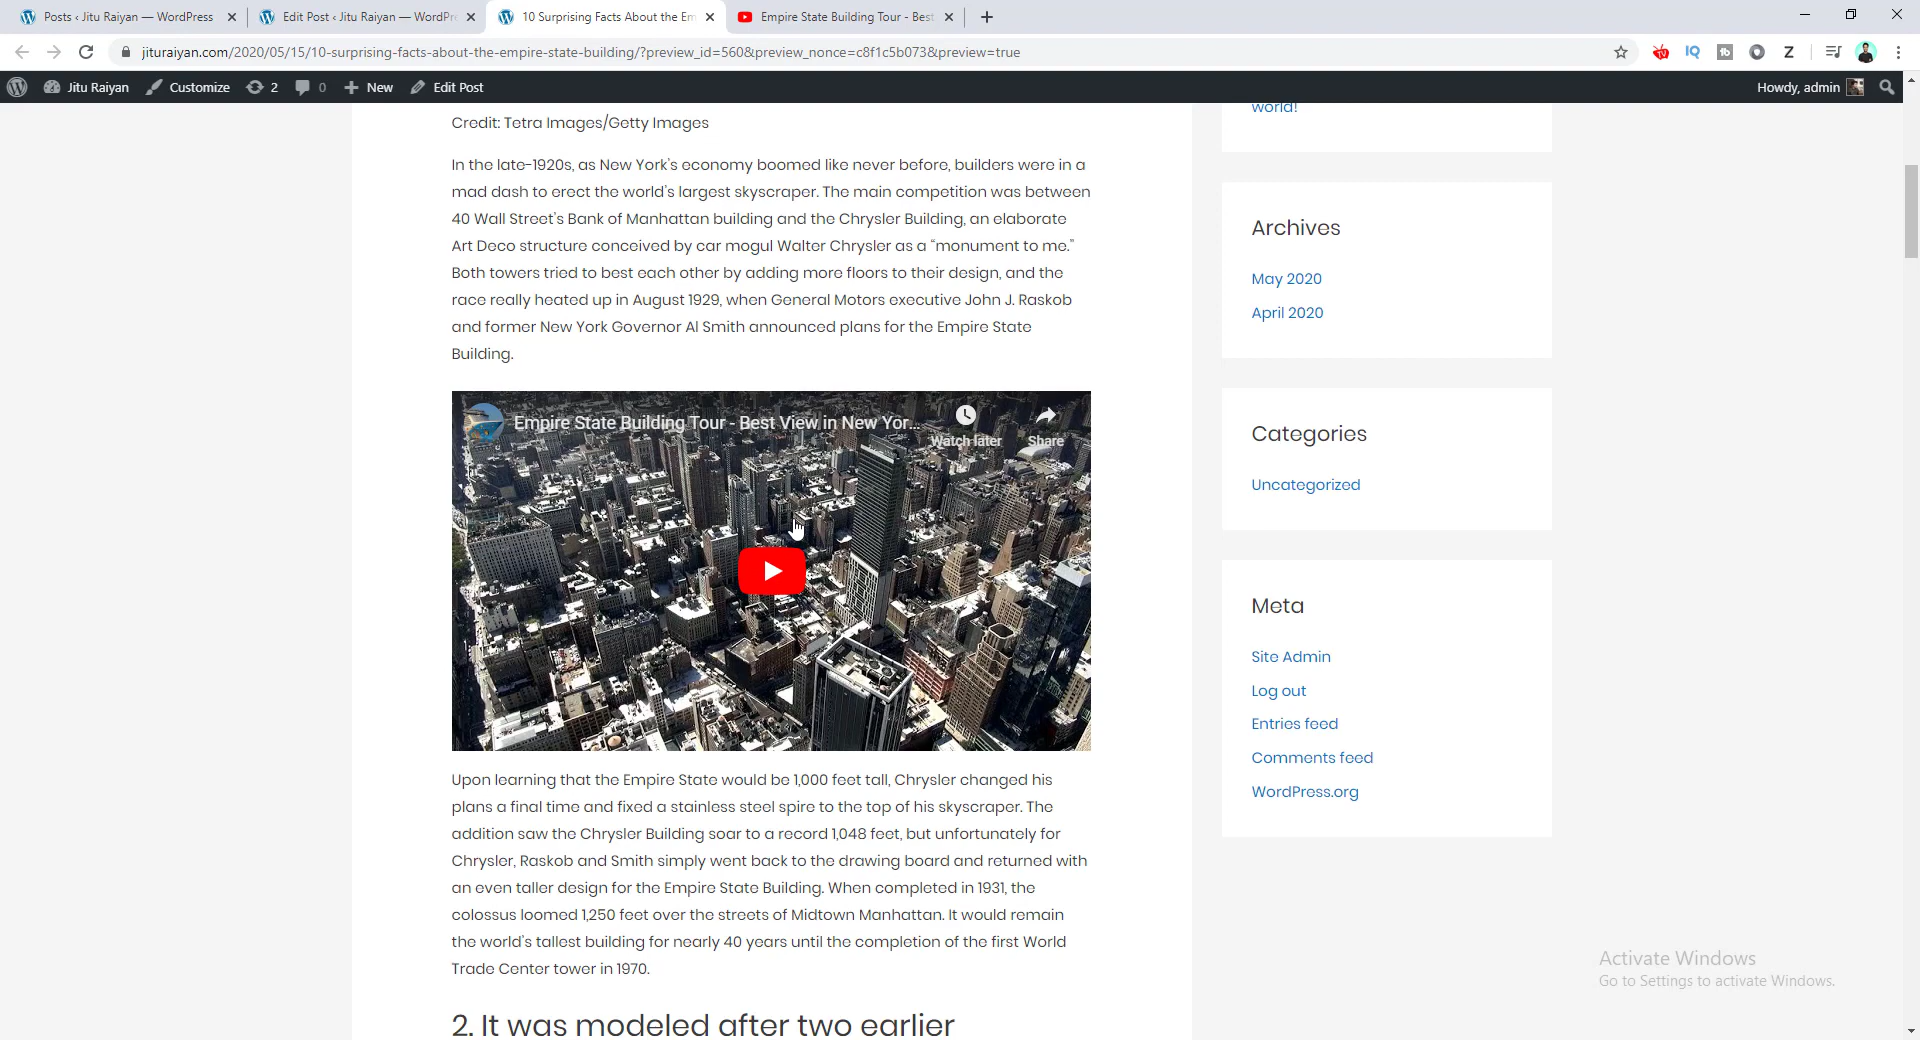 Posts ‹ Jitu Raiyan — WordPress
Edit Post ‹ Jitu Raiyan — WordPr
10 Surprising Facts About the Em
Empire State Building Tour - Best
jituraiyan.com/2020/05/15/10-surprising-facts-about-the-empire-state-building/?preview_id=560&preview_nonce=c8f1c5b073&preview=true
IQ
tb
Z
Jitu Raiyan
Customize
2
0
New
Edit Post
Howdy, admin
Credit: Tetra Images/Getty Images
In the late-1920s, as New York's economy boomed like never before, builders were in a
mad dash to erect the world's largest skyscraper. The main competition was between
40 Wall Street's Bank of Manhattan building and the Chrysler Building, an elaborate
Art Deco structure conceived by car mogul Walter Chrysler as a “monument to me.”
Both towers tried to best each other by adding more floors to their design, and the
race really heated up in August 1929, when General Motors executive John J. Raskob
and former New York Governor Al Smith announced plans for the Empire State
Building.
Empire State Building Tour - Best View in New Yor...
Watch later
Share
Upon learning that the Empire State would be 1,000 feet tall, Chrysler changed his
plans a final time and fixed a stainless steel spire to the top of his skyscraper. The
addition saw the Chrysler Building soar to a record 1,048 feet, but unfortunately for
Chrysler, Raskob and Smith simply went back to the drawing board and returned with
an even taller design for the Empire State Building. When completed in 1931, the
colossus loomed 1,250 feet over the streets of Midtown Manhattan. It would remain
the world's tallest building for nearly 40 years until the completion of the first World
Trade Center tower in 1970.
2. It was modeled after two earlier
world!
Archives
May 2020
April 2020
Categories
Uncategorized
Meta
Site Admin
Log out
Entries feed
Comments feed
WordPress.org
Activate Windows
Go to Settings to activate Windows.